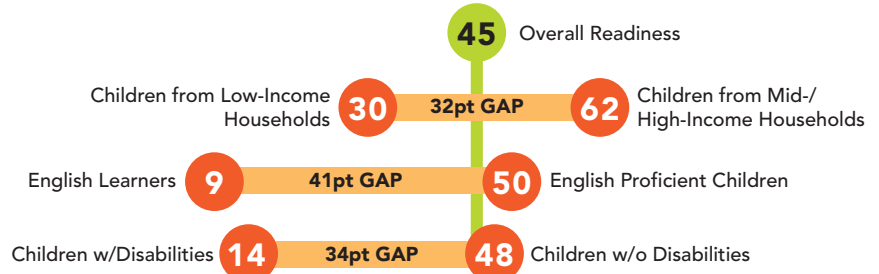 45 Overall Readiness
Children from Low-Income
Households
30 32pt GAP 62
Children from Mid-/
High-Income Households
English Learners 9 41pt GAP 50 English Proficient Children
Children w/Disabilities 14 34pt GAP 48 Children w/o Disabilities